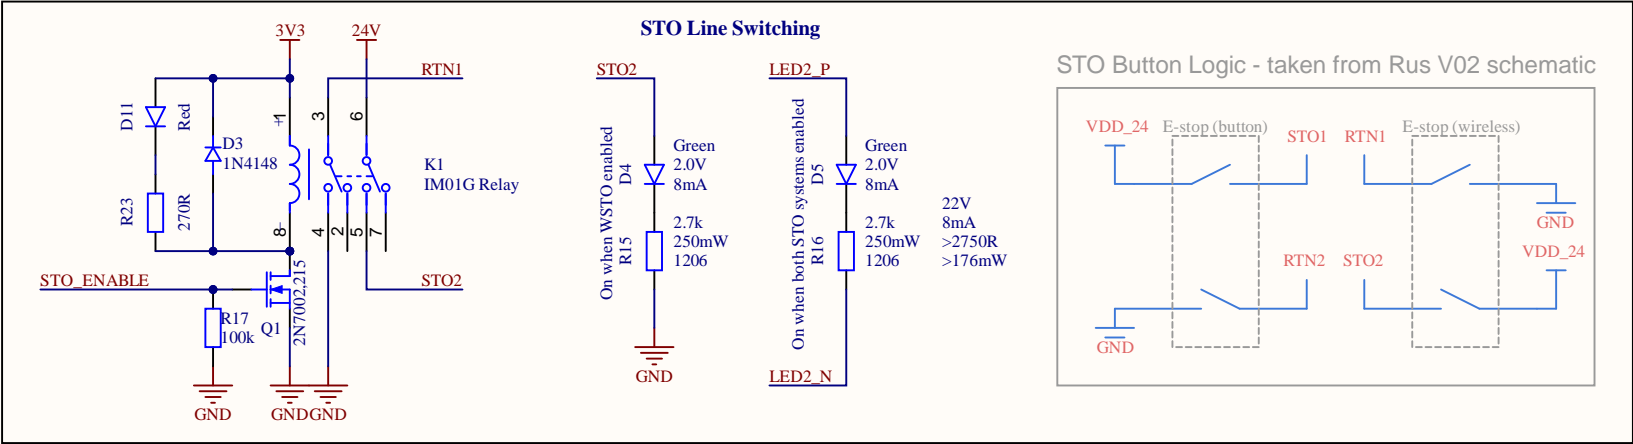 STO Line Switching
3V3
24V
RTN1
D11
Red
D3
1N4148
+1
3
6
K1
IM01G Relay
R23
270R
8-
4
2
5
7
STO_ENABLE
STO2
R17
100k
Q1
2N7002,215
GND
GND
GND
STO2
On when WSTO enabled
D4
Green
2.0V
8mA
2.7k
250mW
1206
R15
GND
LED2_P
On when both STO systems enabled
D5
Green
2.0V
8mA
2.7k
250mW
1206
R16
22V
8mA
>2750R
>176mW
LED2_N
STO Button Logic - taken from Rus V02 schematic
VDD_24
E-stop (button)
STO1
RTN1
E-stop (wireless)
GND
VDD_24
RTN2
STO2
GND